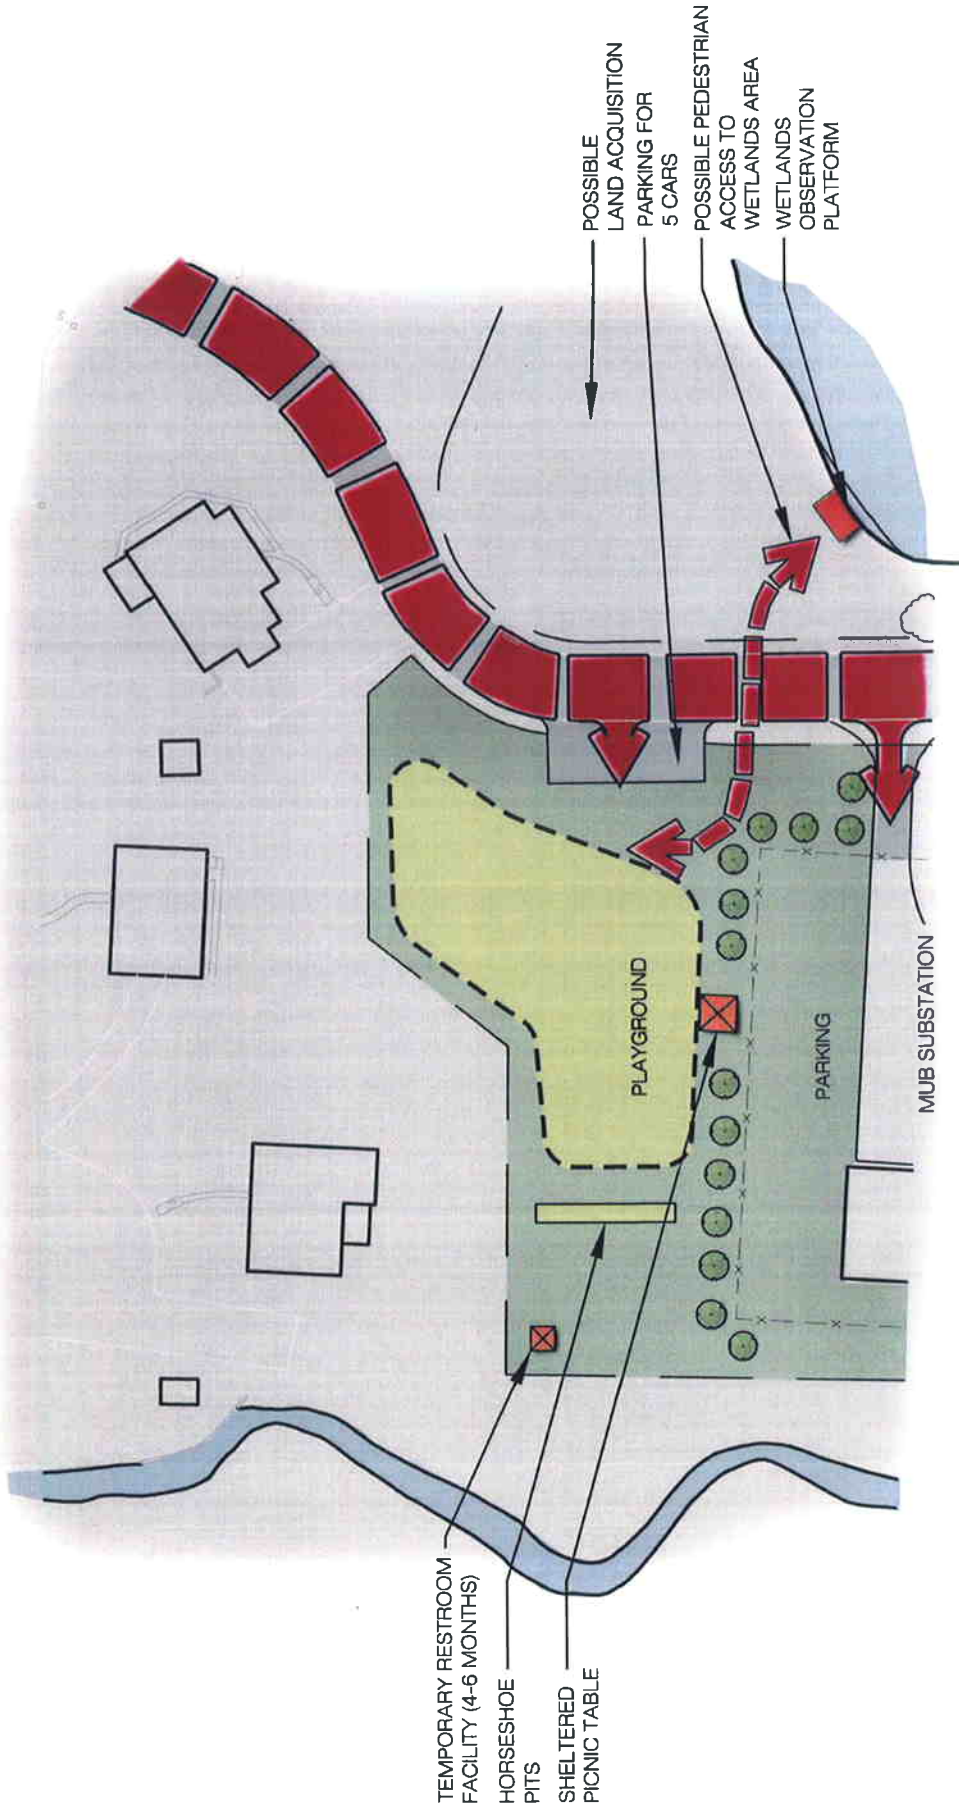 POSSIBLE
LAND ACQUISITION
PARKING FOR
5 CARS
POSSIBLE PEDESTRIAN
ACCESS TO
WETLANDS AREA
WETLANDS
OBSERVATION
PLATFORM
PLAYGROUND
PARKING
MUB SUBSTATION
TEMPORARY RESTROOM
FACILITY (4-6 MONTHS)
HORSESHOE
PITS
SHELTERED
PICNIC TABLE